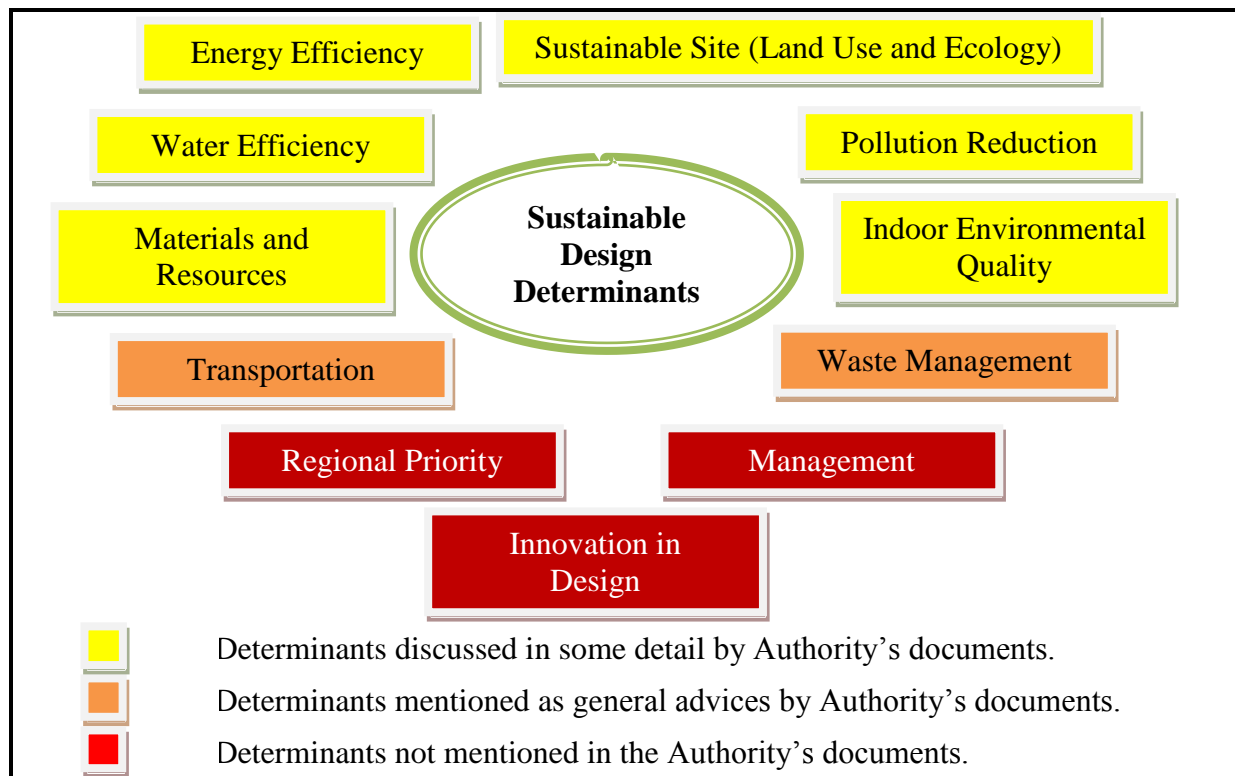 Energy Efficiency
Sustainable Site (Land Use and Ecology)
Water Efficiency
Pollution Reduction
Sustainable
Design
Determinants
Materials and
Resources
Indoor Environmental
Quality
Transportation
Waste Management
Regional Priority
Management
Innovation in
Design
Determinants discussed in some detail by Authority’s documents.
Determinants mentioned as general advices by Authority’s documents.
Determinants not mentioned in the Authority’s documents.